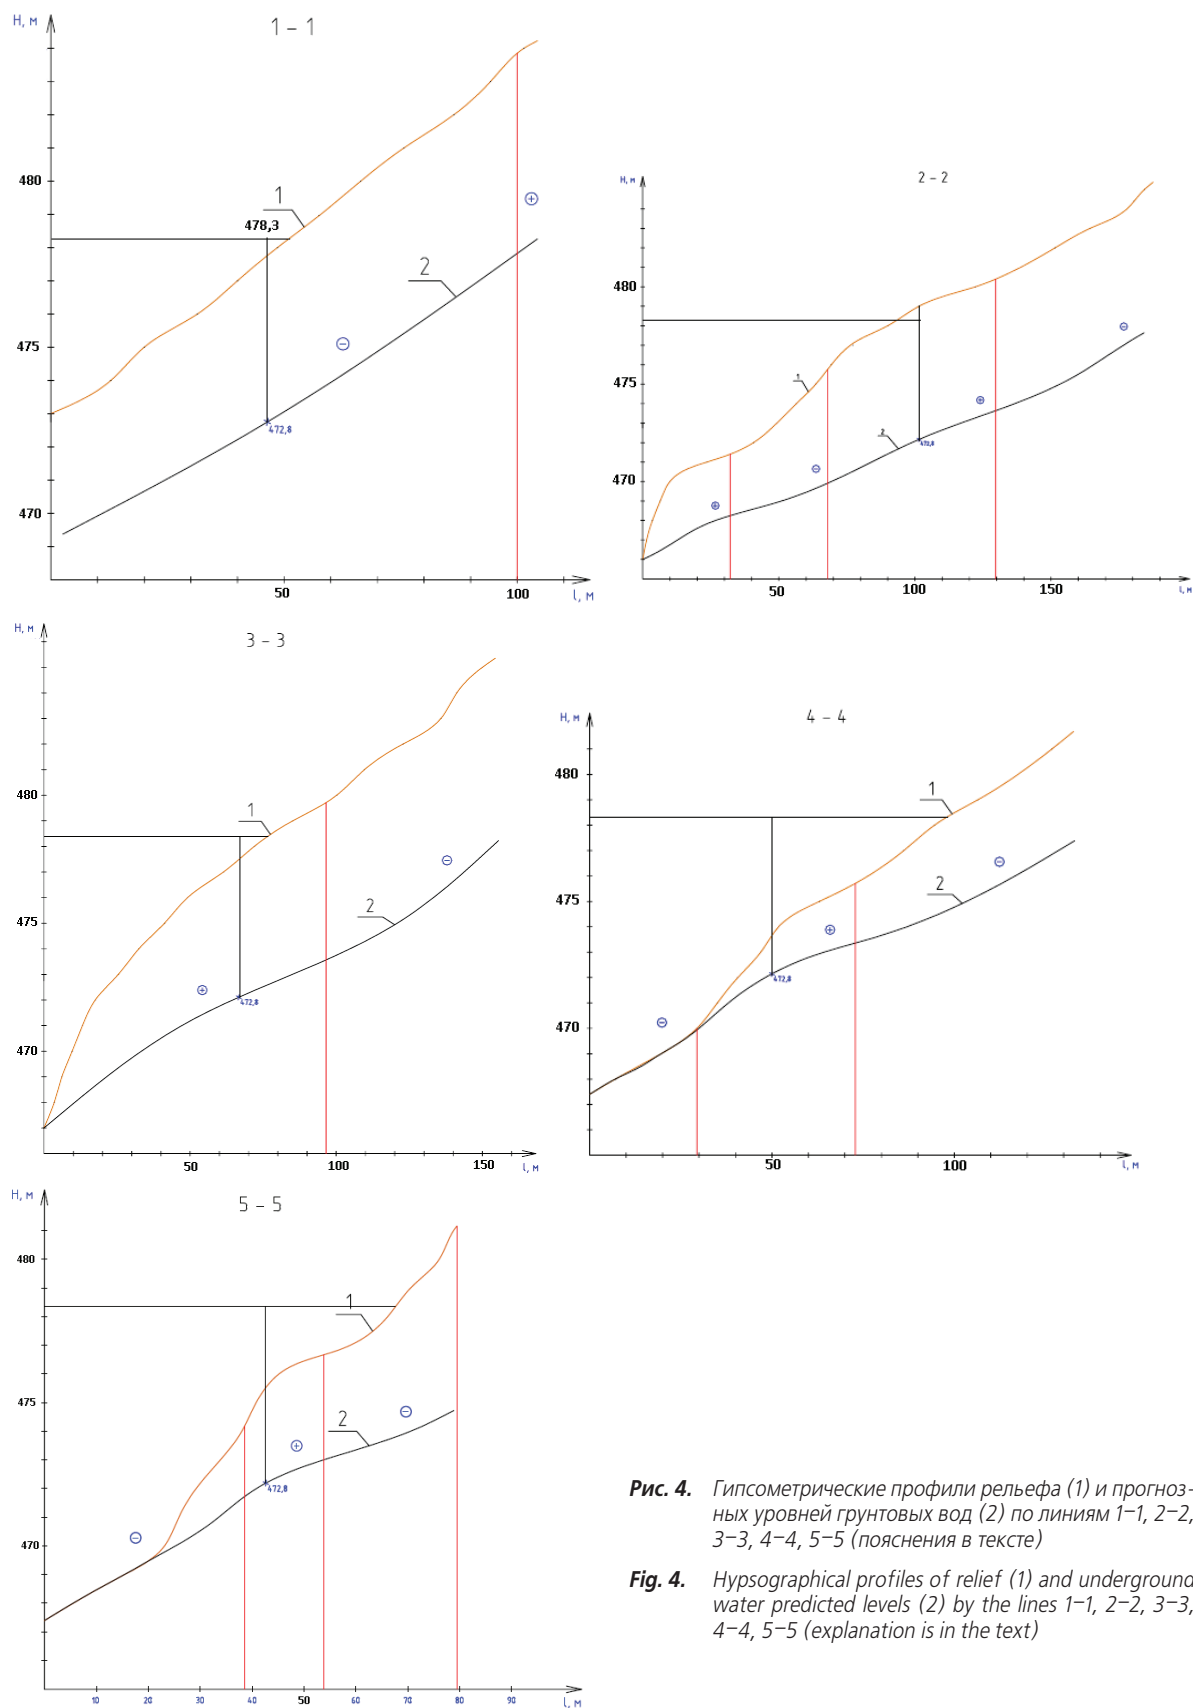 H, м
1 – 1
480
1
478,3
2
475
472,8
470
50
100
l, м
2 – 2
H, м
480
1
475
2
472,8
470
50
100
150
l, м
H, м
3 – 3
480
1
475
2
472,8
470
50
100
150
l, м
H, м
4 – 4
480
1
475
2
472,8
470
50
100
l, м
H, м
5 – 5
480
1
475
2
472,8
470
10 20 30 40 50 60 70 80 90 l, м
Рис. 4. Гипсометрические профили рельефа (1) и прогноз-
ных уровней грунтовых вод (2) по линиям 1–1, 2–2,
3–3, 4–4, 5–5 (пояснения в тексте)
Fig. 4. Hypsographical profiles of relief (1) and underground
water predicted levels (2) by the lines 1–1, 2–2, 3–3,
4–4, 5–5 (explanation is in the text)